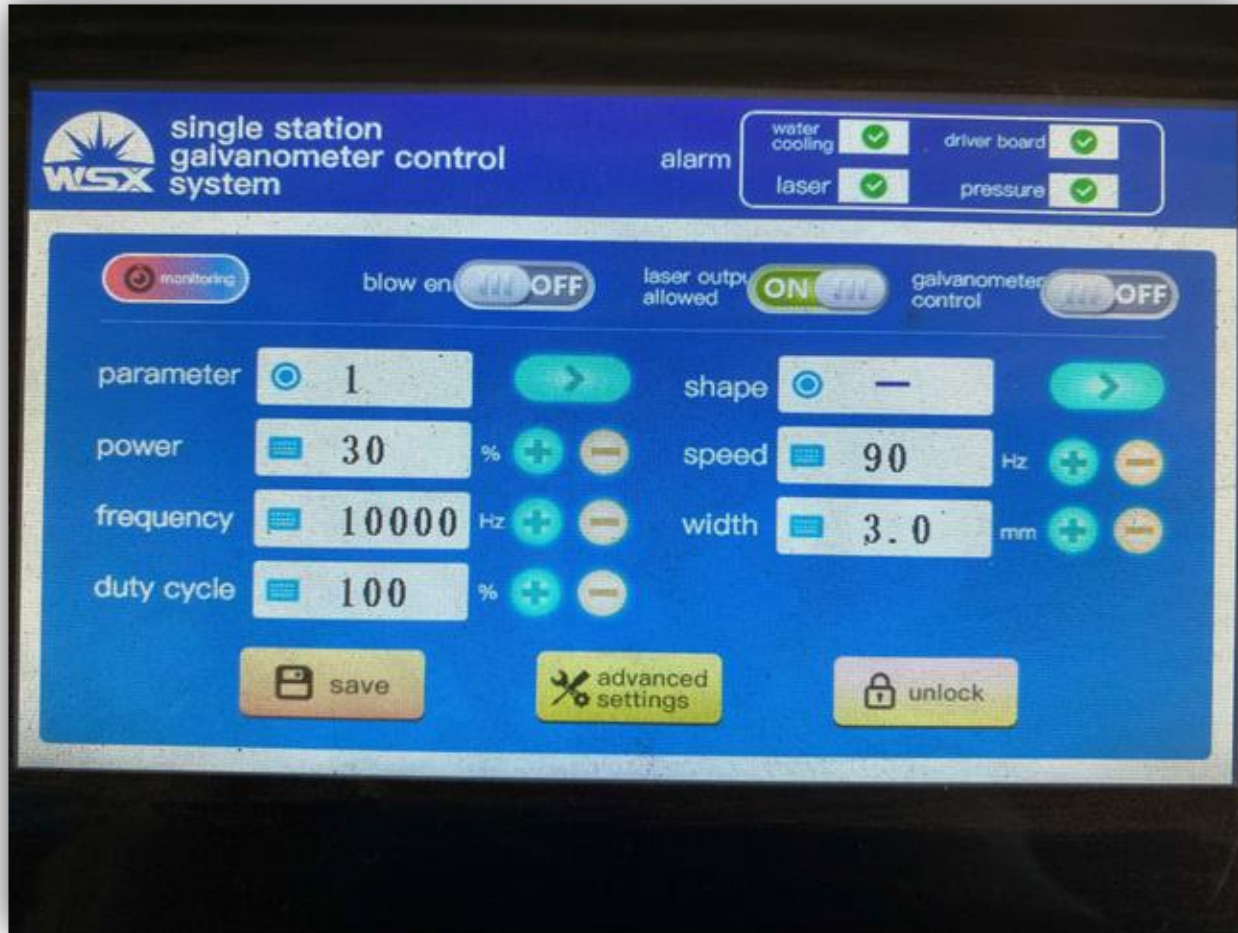 WSX
single station
galvanometer control
system
alarm
water
cooling
driver board
laser
pressure
monitoring
blow en
OFF
laser outpu
allowed
ON
galvanometer
control
OFF
parameter
1
shape
—
power
30
%
speed
90
Hz
frequency
10000
Hz
width
3.0
mm
duty cycle
100
%
save
advanced
settings
unlock